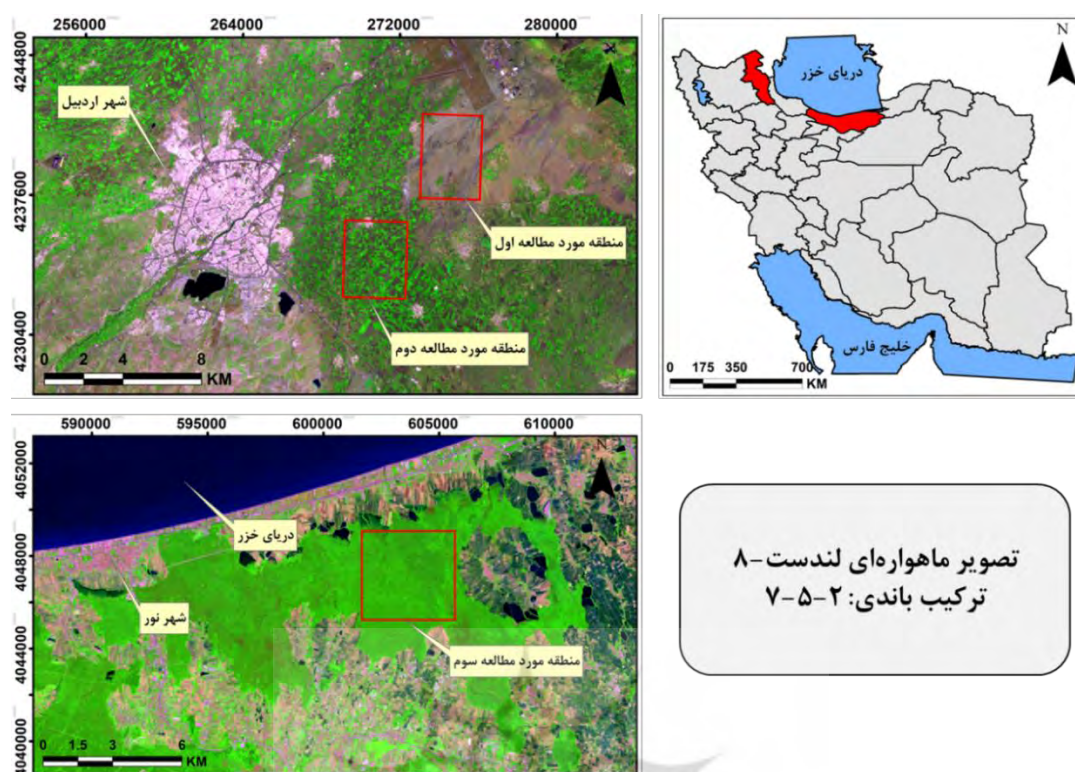 256000 264000 272000 280000
4244800
4237600
4230400
شهر اردبیل
منطقه مورد مطالعه اول
منطقه مورد مطالعه دوم
0 2 4 8
KM
N
دریای خزر
خلیج فارس
0 175 350 700
KM
590000 595000 600000 605000 610000
4052000
4048000
4044000
4040000
N
دریای خزر
شهر نور
منطقه مورد مطالعه سوم
0 1.5 3 6
KM
تصویر ماهواره‌ای لندست-۸
ترکیب باندی: ۲-۵-۷